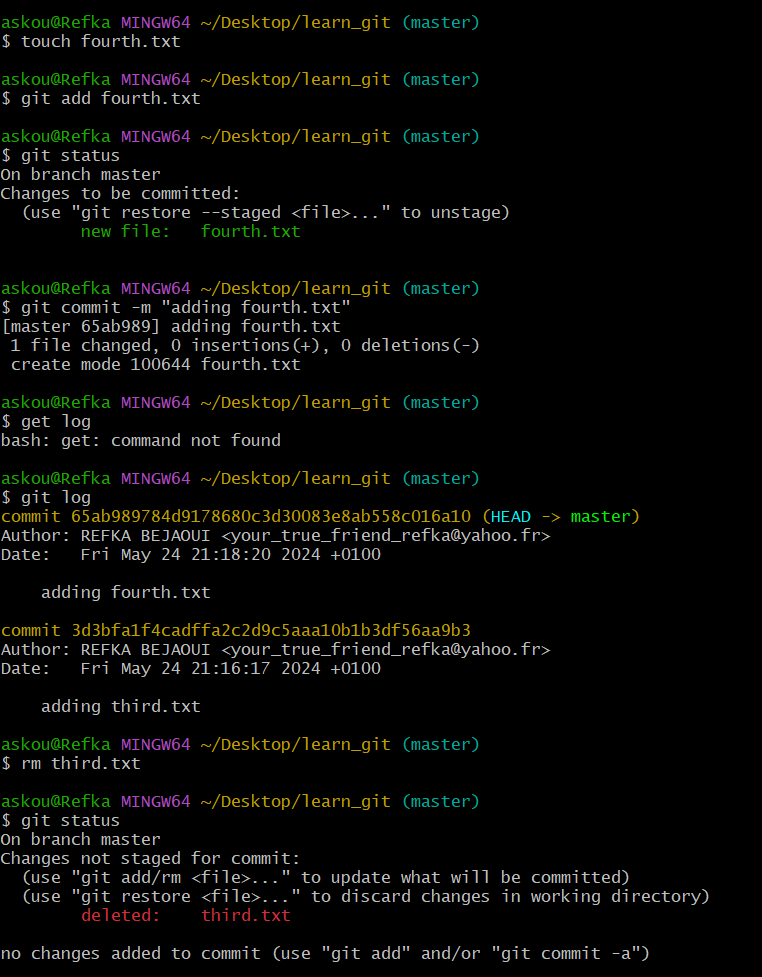 askou@Refka MINGW64 ~/Desktop/learn_git (master)
$ touch fourth.txt
askou@Refka MINGW64 ~/Desktop/learn_git (master)
$ git add fourth.txt
askou@Refka MINGW64 ~/Desktop/learn_git (master)
$ git status
On branch master
Changes to be committed:
  (use "git restore --staged <file>..." to unstage)
        new file:   fourth.txt
askou@Refka MINGW64 ~/Desktop/learn_git (master)
$ git commit -m "adding fourth.txt"
[master 65ab989] adding fourth.txt
 1 file changed, 0 insertions(+), 0 deletions(-)
 create mode 100644 fourth.txt
askou@Refka MINGW64 ~/Desktop/learn_git (master)
$ get log
bash: get: command not found
askou@Refka MINGW64 ~/Desktop/learn_git (master)
$ git log
commit 65ab989784d9178680c3d30083e8ab558c016a10 (HEAD -> master)
Author: REFKA BEJAOUI <your_true_friend_refka@yahoo.fr>
Date:   Fri May 24 21:18:20 2024 +0100
    adding fourth.txt
commit 3d3bfa1f4cadffa2c2d9c5aaa10b1b3df56aa9b3
Author: REFKA BEJAOUI <your_true_friend_refka@yahoo.fr>
Date:   Fri May 24 21:16:17 2024 +0100
    adding third.txt
askou@Refka MINGW64 ~/Desktop/learn_git (master)
$ rm third.txt
askou@Refka MINGW64 ~/Desktop/learn_git (master)
$ git status
On branch master
Changes not staged for commit:
  (use "git add/rm <file>..." to update what will be committed)
  (use "git restore <file>..." to discard changes in working directory)
        deleted:    third.txt
no changes added to commit (use "git add" and/or "git commit -a")